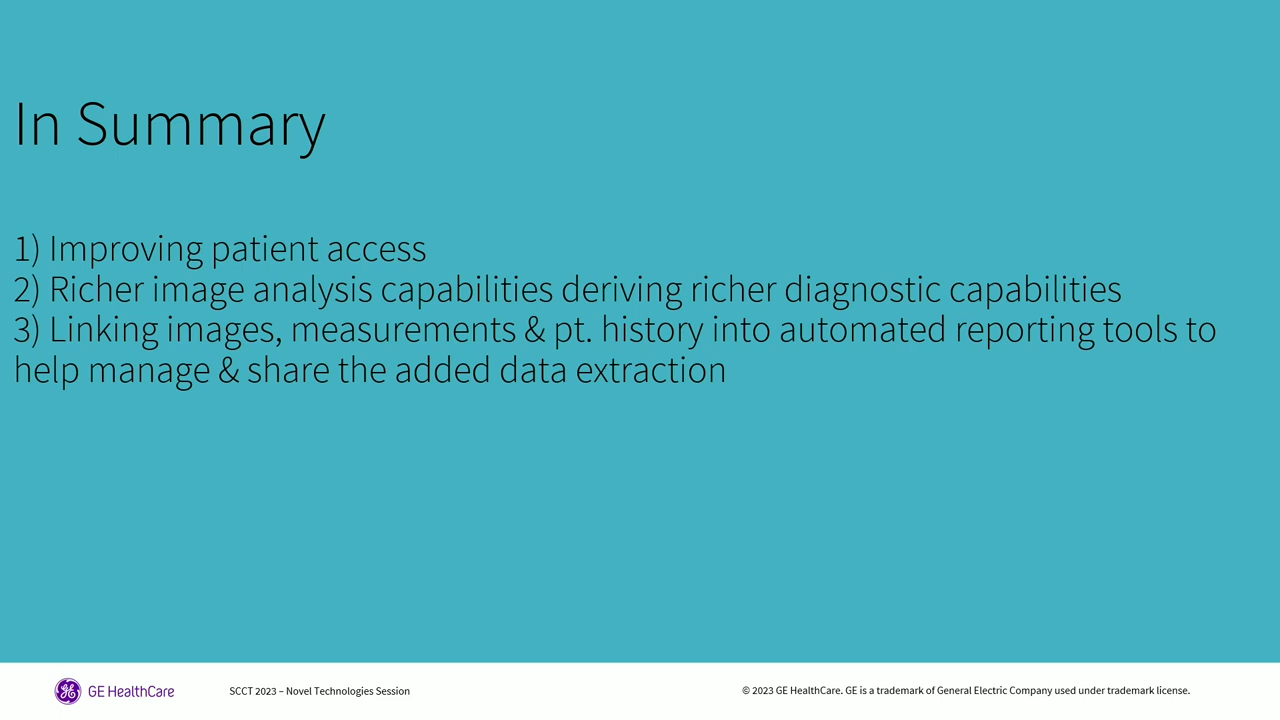 In Summary
1) Improving patient access
2) Richer image analysis capabilities deriving richer diagnostic capabilities
3) Linking images, measurements & pt. history into automated reporting tools to
help manage & share the added data extraction
GE HealthCare
SCCT 2023 – Novel Technologies Session
© 2023 GE HealthCare. GE is a trademark of General Electric Company used under trademark license.